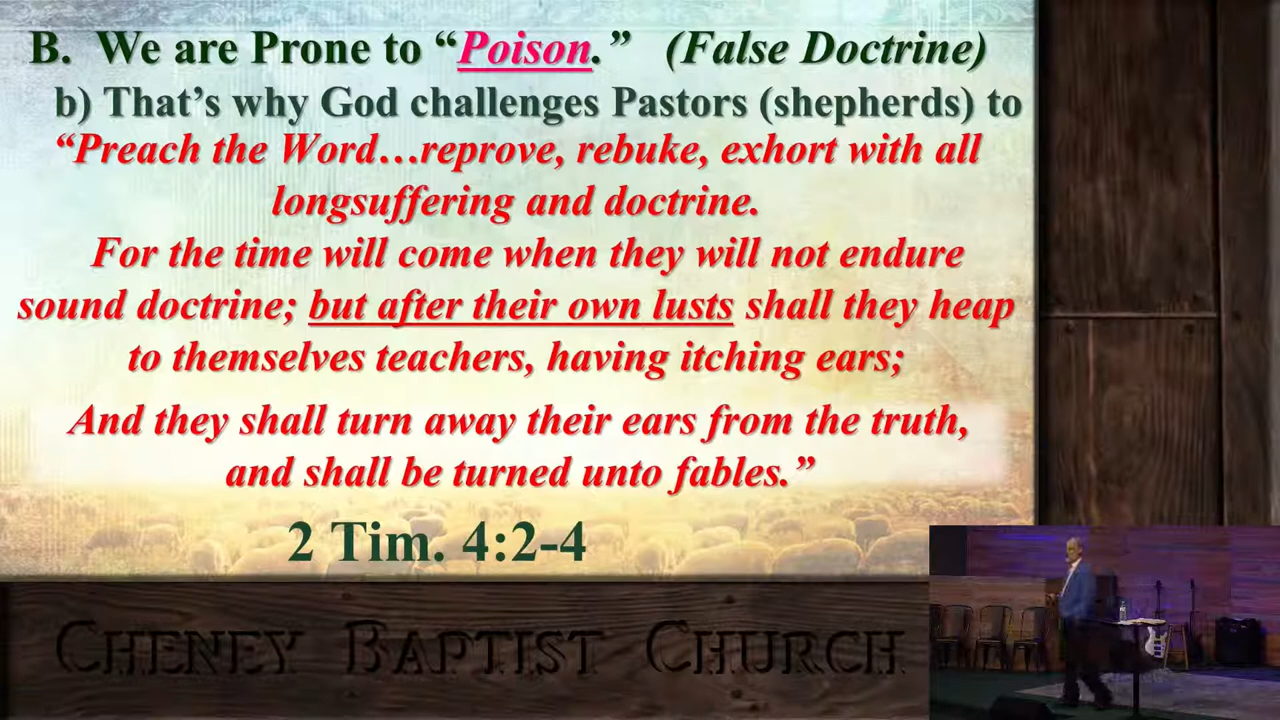 B. We are Prone to “Poison.” (False Doctrine)
b) That’s why God challenges Pastors (shepherds) to
“Preach the Word…reprove, rebuke, exhort with all
longsuffering and doctrine.
For the time will come when they will not endure
sound doctrine; but after their own lusts shall they heap
to themselves teachers, having itching ears;
And they shall turn away their ears from the truth,
and shall be turned unto fables.”
2 Tim. 4:2-4
CHENEY BAPTIST CHURCH